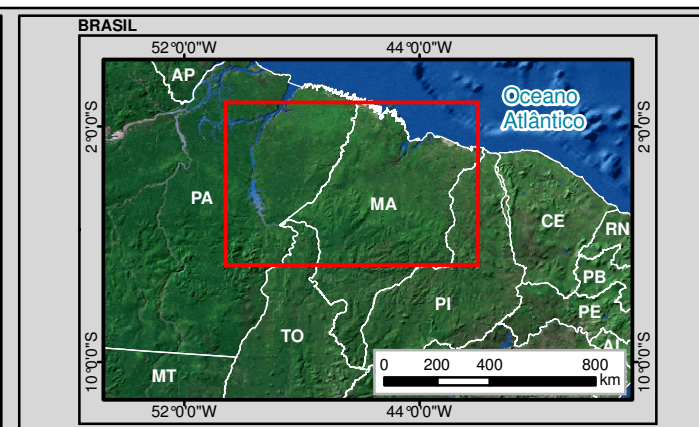 BRASIL
52°0'0"W 44°0'0"W
AP
Oceano
Atlântico
2°0'0"S 2°0'0"S
PA
MA
CE
RN
PB
PE
PI
TO
AL
MT
0 200 400 800
km
10°0'0"S 10°0'0"S
52°0'0"W 44°0'0"W